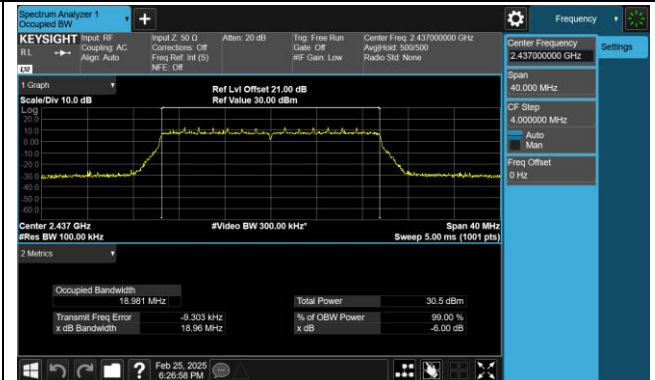 Spectrum Analyzer 1
Occupied BW
+
Frequency
KEYSIGHT
RL
Input: RF
Coupling: AC
Align: Auto
Input Z: 50 Ω
Corrections: Off
Freq Ref: Int (S)
NFE: Off
Atten: 20 dB
Trig: Free Run
Gate: Off
#IF Gain: Low
Center Freq: 2.437000000 GHz
Avg|Hold: 500/500
Radio Std: None
1 Graph
Scale/Div 10.0 dB
Ref Lvl Offset 21.00 dB
Ref Value 30.00 dBm
Log
20.0
10.0
0.00
-10.0
-20.0
-30.0
-40.0
-50.0
-60.0
Center 2.437 GHz
#Res BW 100.00 kHz
#Video BW 300.00 kHz*
Span 40 MHz
Sweep 5.00 ms (1001 pts)
2 Metrics
Occupied Bandwidth
18.981 MHz
Transmit Freq Error -9.303 kHz
x dB Bandwidth 18.96 MHz
Total Power 30.5 dBm
% of OBW Power 99.00 %
x dB -6.00 dB
Center Frequency
2.437000000 GHz
Settings
Span
40.000 MHz
CF Step
4.000000 MHz
Auto
Man
Freq Offset
0 Hz
?
Feb 25, 2025
6:26:58 PM